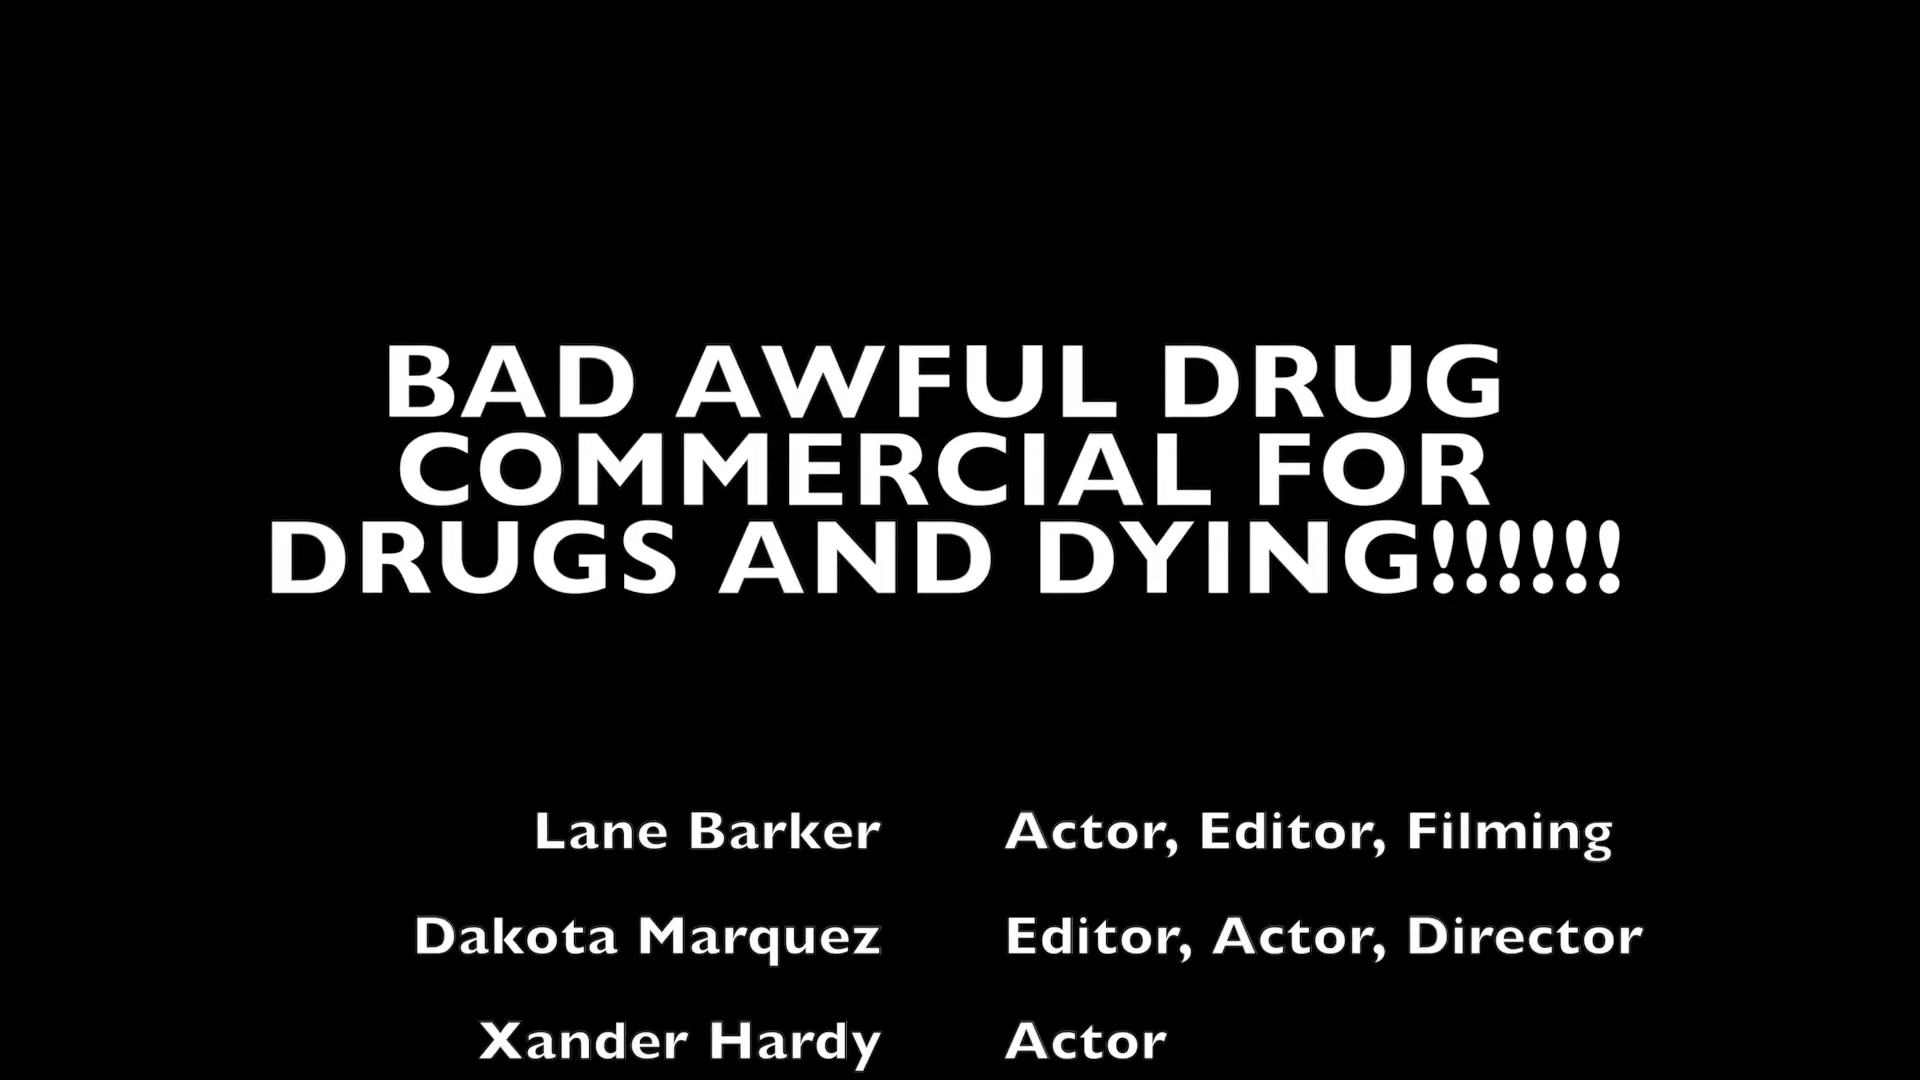 BAD AWFUL DRUG
COMMERCIAL FOR
DRUGS AND DYING!!!!!!
Lane Barker Actor, Editor, Filming
Dakota Marquez Editor, Actor, Director
Xander Hardy Actor